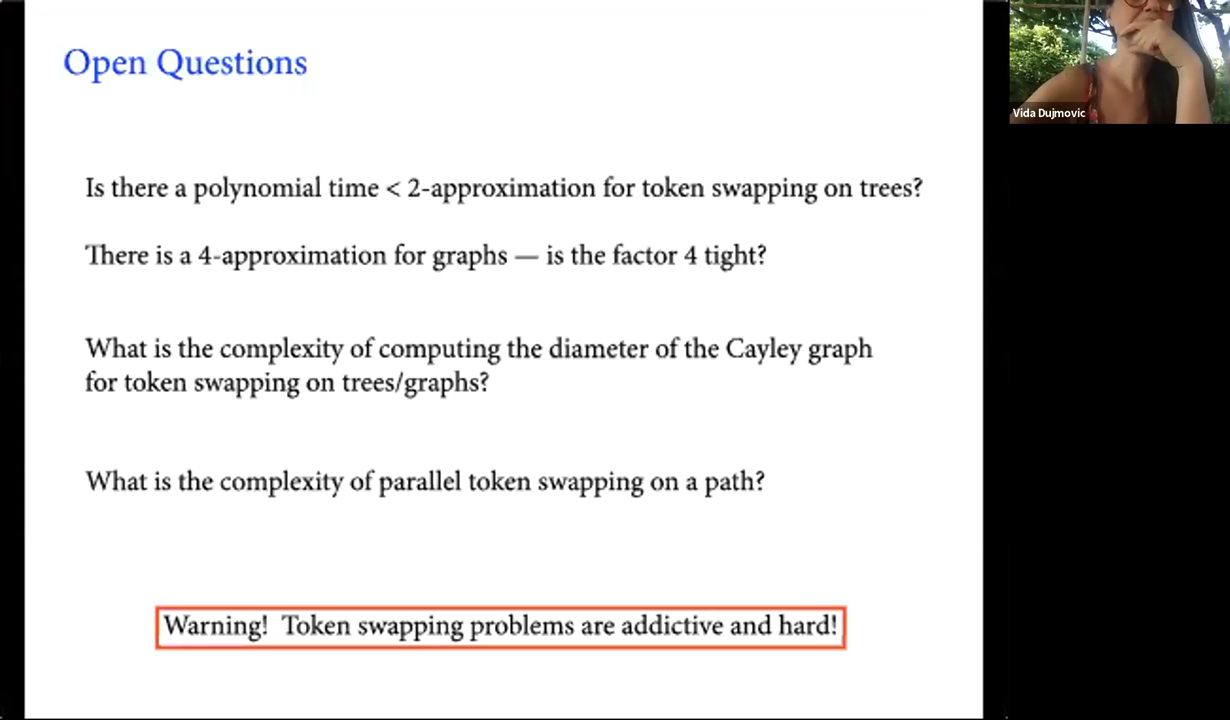 Open Questions
Is there a polynomial time < 2-approximation for token swapping on trees?
There is a 4-approximation for graphs — is the factor 4 tight?
What is the complexity of computing the diameter of the Cayley graph
for token swapping on trees/graphs?
What is the complexity of parallel token swapping on a path?
Warning! Token swapping problems are addictive and hard!
Vida Dujmovic